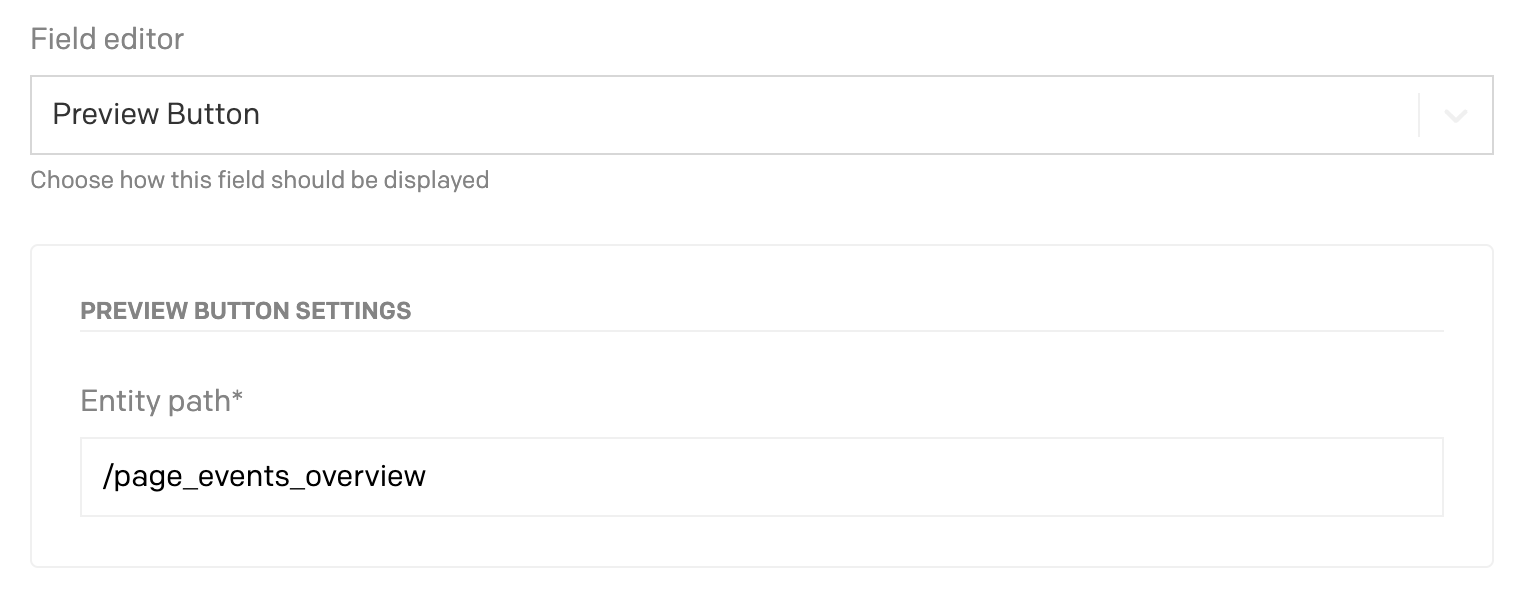 Field editor
Preview Button
Choose how this field should be displayed
PREVIEW BUTTON SETTINGS
Entity path*
/page_events_overview